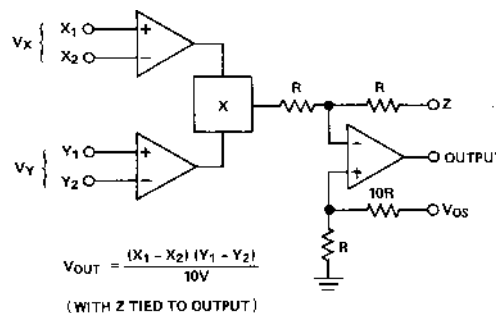 X1
VX
X2
X
R
R
Z
OUTPUT
Y1
VY
Y2
10R
VOS
R
VOUT = (X1 - X2) (Y1 - Y2)
10V
(WITH Z TIED TO OUTPUT)